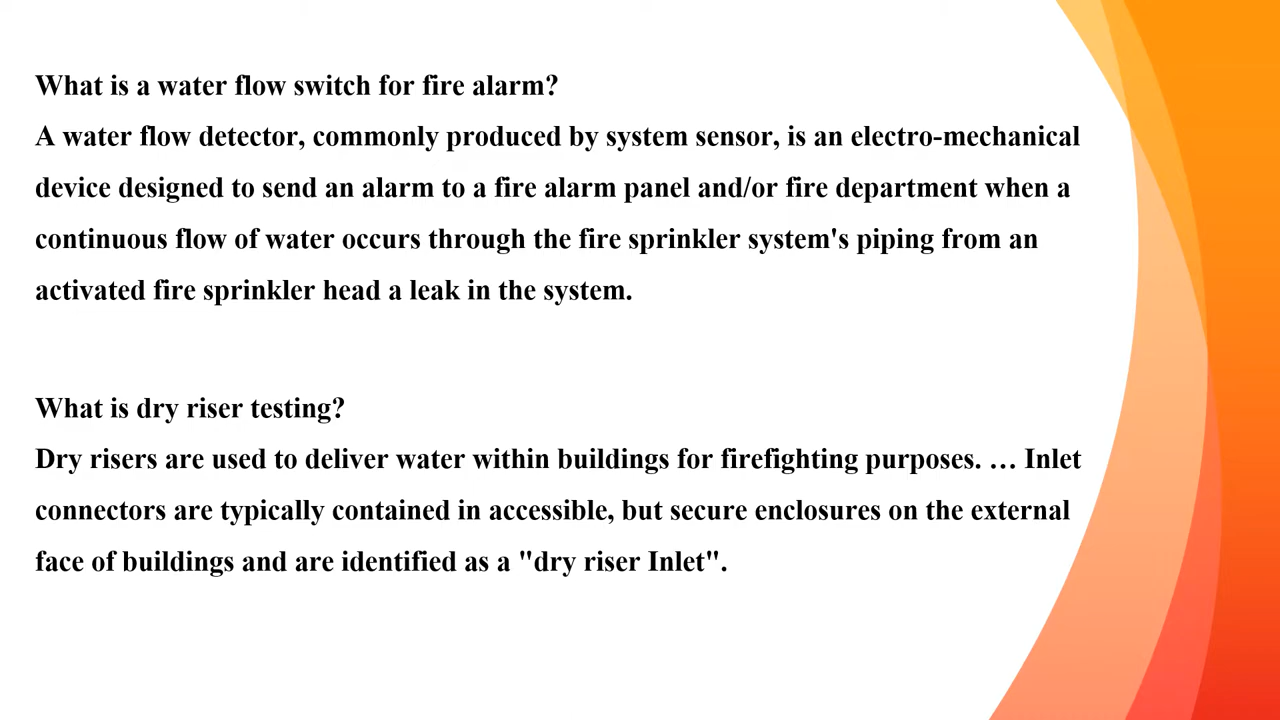 What is a water flow switch for fire alarm?
A water flow detector, commonly produced by system sensor, is an electro-mechanical
device designed to send an alarm to a fire alarm panel and/or fire department when a
continuous flow of water occurs through the fire sprinkler system's piping from an
activated fire sprinkler head a leak in the system.
What is dry riser testing?
Dry risers are used to deliver water within buildings for firefighting purposes. … Inlet
connectors are typically contained in accessible, but secure enclosures on the external
face of buildings and are identified as a "dry riser Inlet".